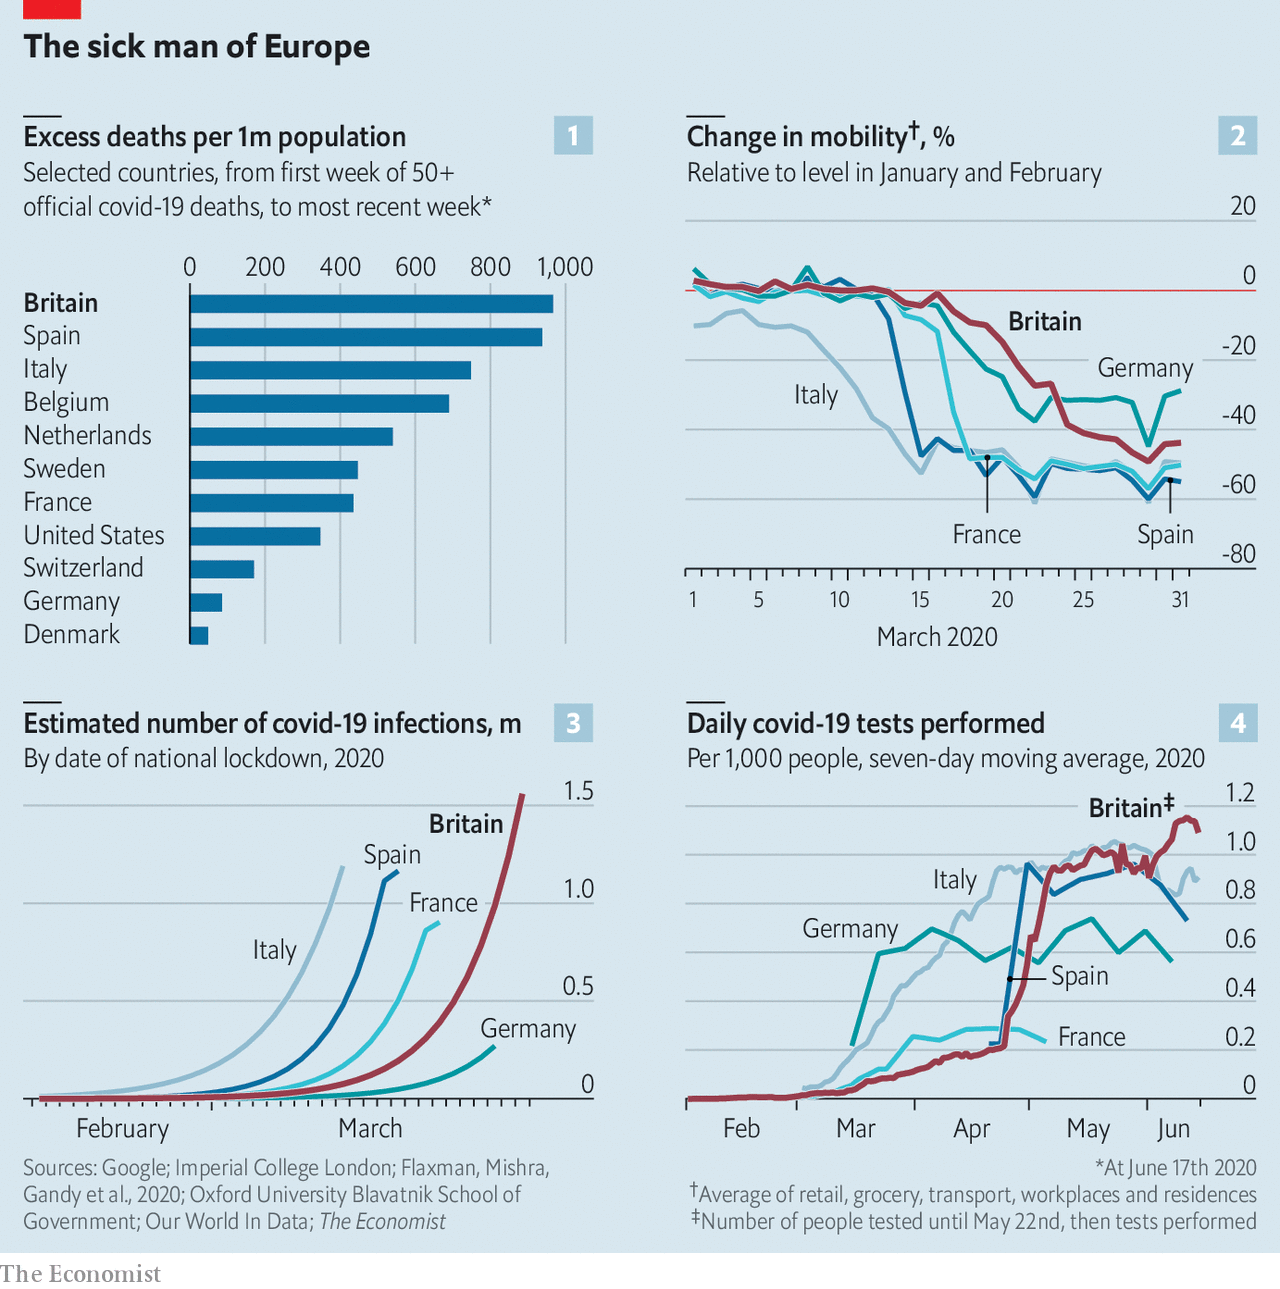 The sick man of Europe
Excess deaths per 1m population
1
Selected countries, from first week of 50+
official covid-19 deaths, to most recent week*
0 200 400 600 800 1,000
Britain
Spain
Italy
Belgium
Netherlands
Sweden
France
United States
Switzerland
Germany
Denmark
Change in mobility†, %
2
Relative to level in January and February
20
0
-20
-40
-60
-80
Britain
Germany
Italy
France
Spain
1 5 10 15 20 25 31
March 2020
Estimated number of covid-19 infections, m
3
By date of national lockdown, 2020
1.5
1.0
0.5
0
Britain
Spain
France
Italy
Germany
February March
Daily covid-19 tests performed
4
Per 1,000 people, seven-day moving average, 2020
1.2
1.0
0.8
0.6
0.4
0.2
0
Britain‡
Italy
Germany
Spain
France
Feb Mar Apr May Jun
Sources: Google; Imperial College London; Flaxman, Mishra,
Gandy et al., 2020; Oxford University Blavatnik School of
Government; Our World In Data; The Economist
*At June 17th 2020
†Average of retail, grocery, transport, workplaces and residences
‡Number of people tested until May 22nd, then tests performed
The Economist